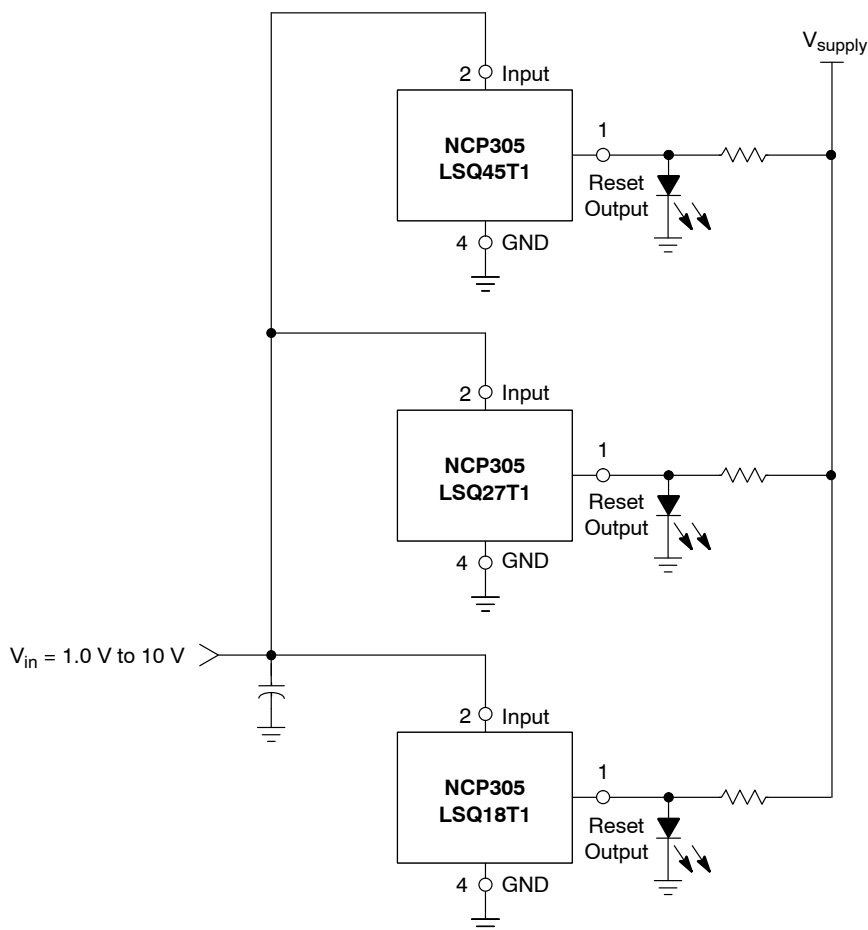 V_supply
2 Input
NCP305
LSQ45T1
1
Reset
Output
4 GND
2 Input
NCP305
LSQ27T1
1
Reset
Output
4 GND
V_in = 1.0 V to 10 V
2 Input
NCP305
LSQ18T1
1
Reset
Output
4 GND